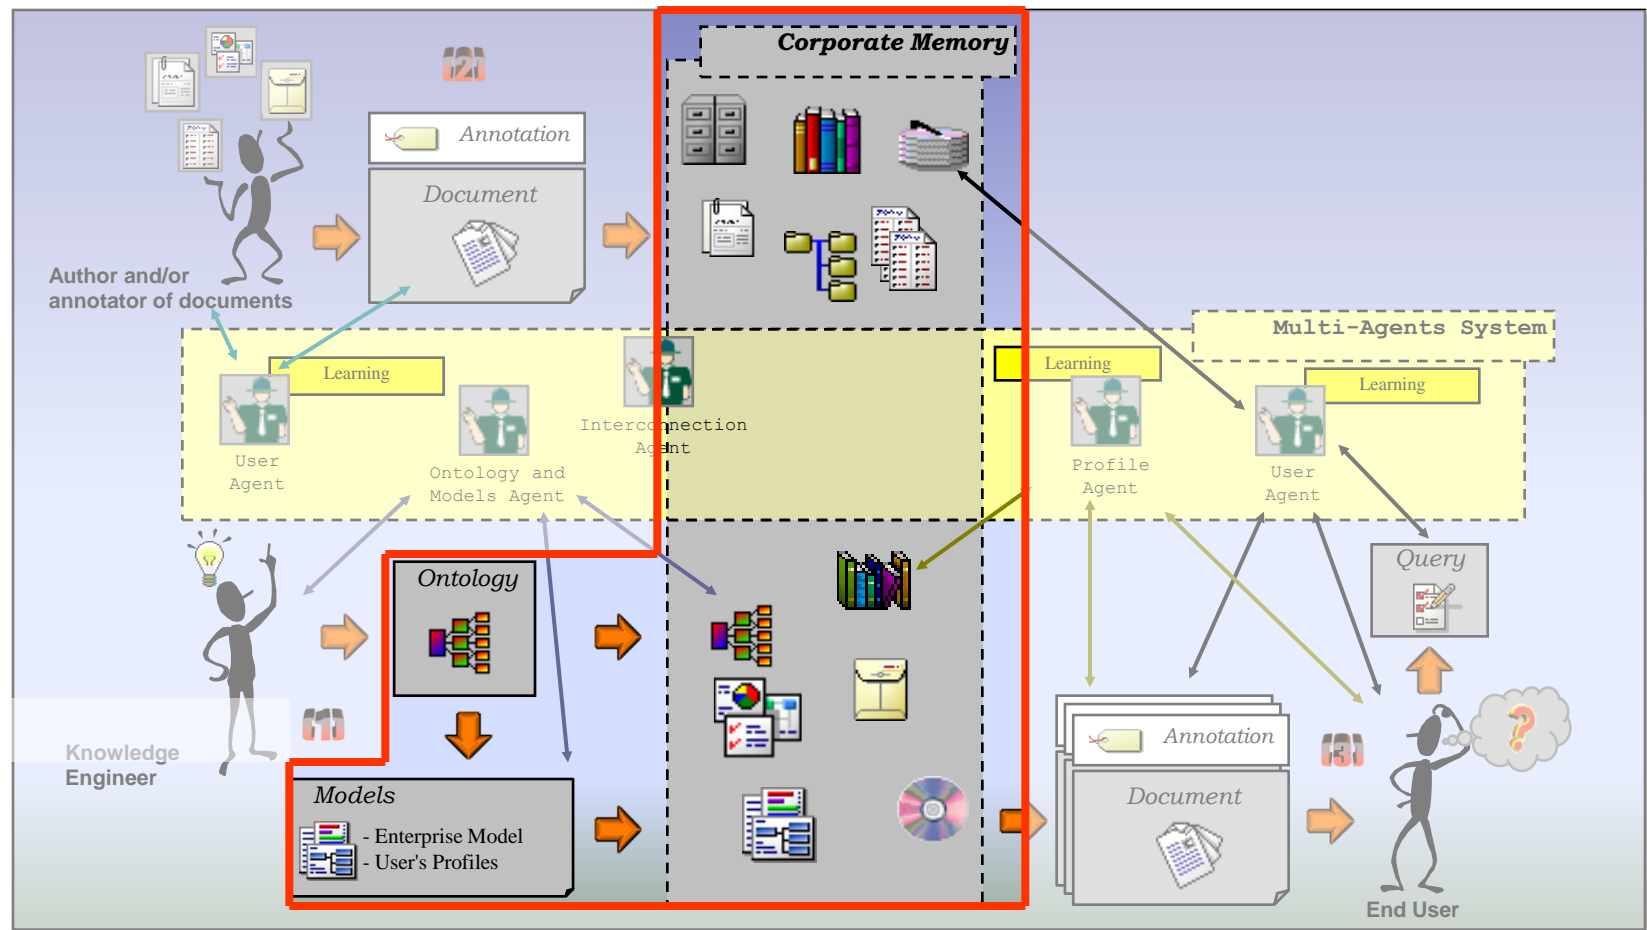 Corporate Memory
(2)
Annotation
Document
Author and/or
annotator of documents
Multi-Agents System
Learning
Learning
Learning
User
Agent
Ontology and
Models Agent
Interconnection
Agent
Profile
Agent
User
Agent
Ontology
Query
(1)
Knowledge
Engineer
Models
- Enterprise Model
- User's Profiles
Annotation
Document
(3)
?
End User